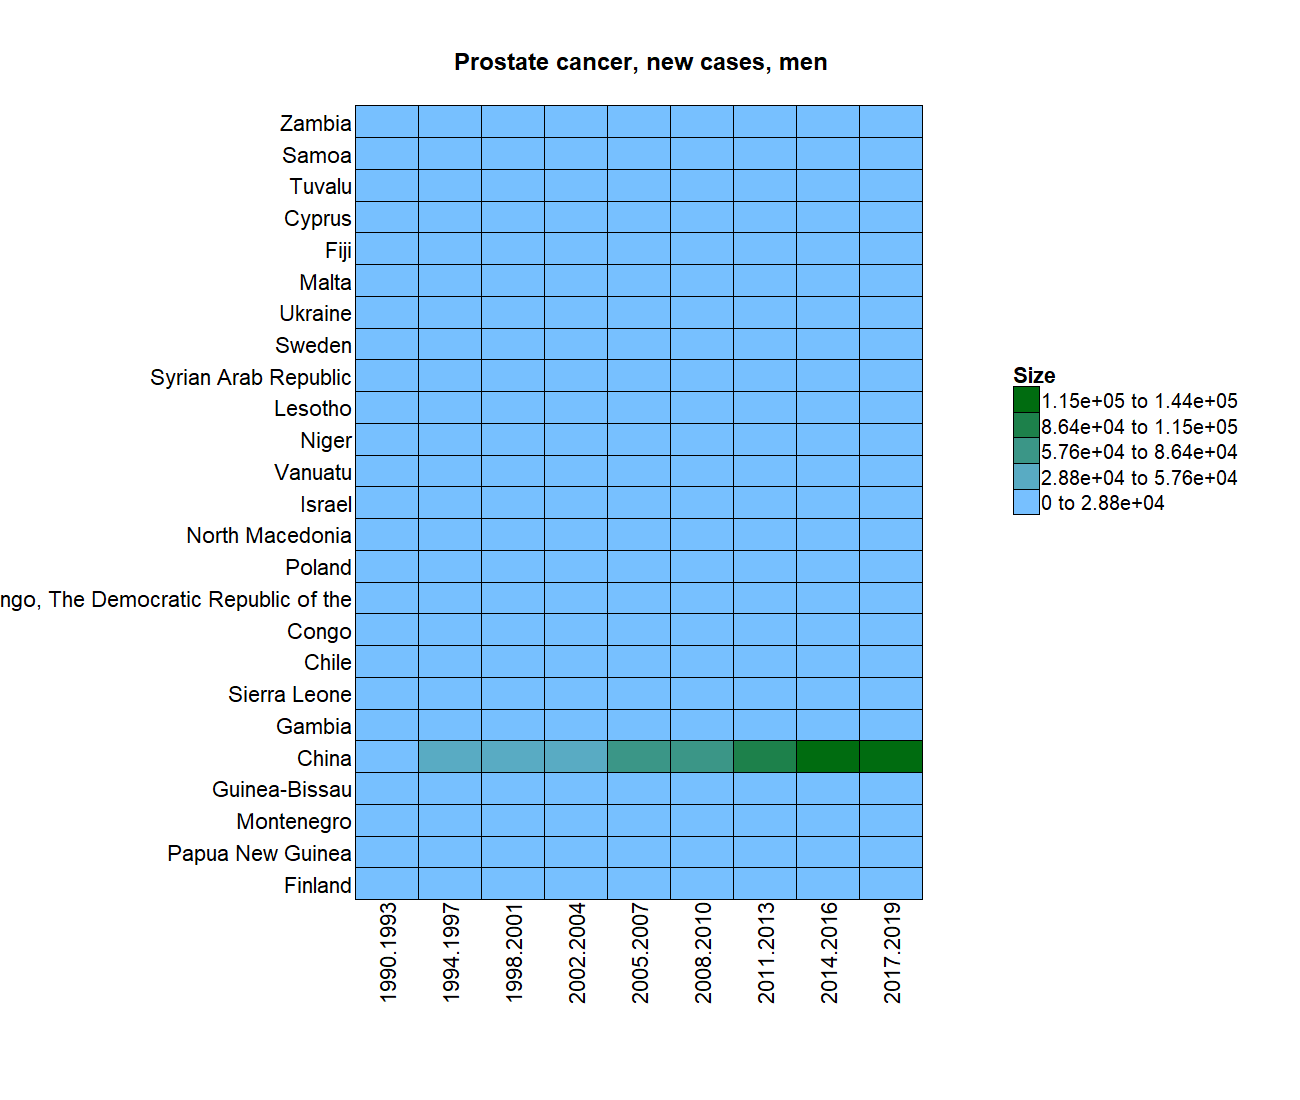 Prostate cancer, new cases, men
Zambia
Samoa
Tuvalu
Cyprus
Fiji
Malta
Ukraine
Sweden
Syrian Arab Republic
Lesotho
Niger
Vanuatu
Israel
North Macedonia
Poland
ngo, The Democratic Republic of the
Congo
Chile
Sierra Leone
Gambia
China
Guinea-Bissau
Montenegro
Papua New Guinea
Finland
1990.1993
1994.1997
1998.2001
2002.2004
2005.2007
2008.2010
2011.2013
2014.2016
2017.2019
Size
1.15e+05 to 1.44e+05
8.64e+04 to 1.15e+05
5.76e+04 to 8.64e+04
2.88e+04 to 5.76e+04
0 to 2.88e+04